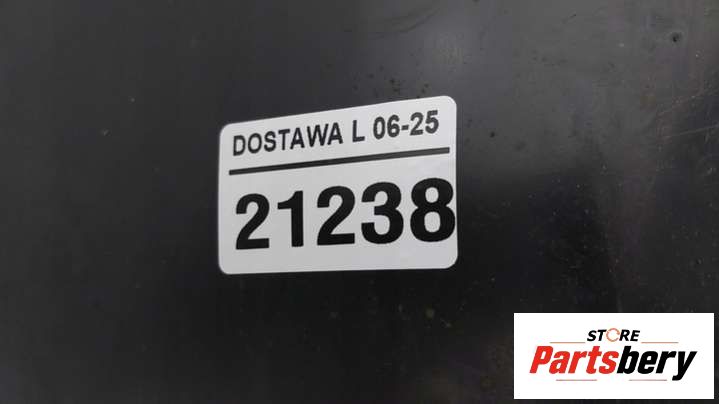 DOSTAWA L 06-25
21238
STORE
Partsbery